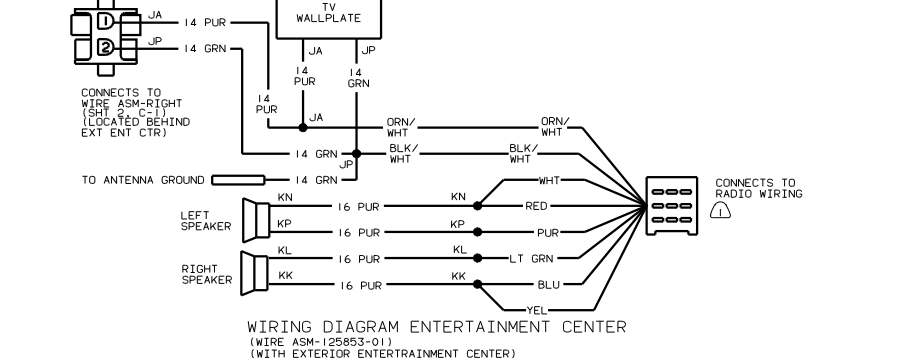 TV
WALLPLATE
JA
14 PUR
1
JP
14 GRN
2
JA
JP
14
PUR
14
GRN
CONNECTS TO
WIRE ASM-RIGHT
(SHT 2, C-1)
(LOCATED BEHIND
EXT ENT CTR)
14
PUR
JA
ORN/
WHT
ORN/
WHT
14 GRN
JP
BLK/
WHT
BLK/
WHT
TO ANTENNA GROUND
14 GRN
WHT
CONNECTS TO
RADIO WIRING
1
KN
16 PUR
KN
RED
LEFT
SPEAKER
KP
16 PUR
KP
PUR
KL
16 PUR
KL
LT GRN
RIGHT
SPEAKER
KK
16 PUR
KK
BLU
YEL
WIRING DIAGRAM ENTERTAINMENT CENTER
(WIRE ASM-125853-01)
(WITH EXTERIOR ENTERTRAINMENT CENTER)